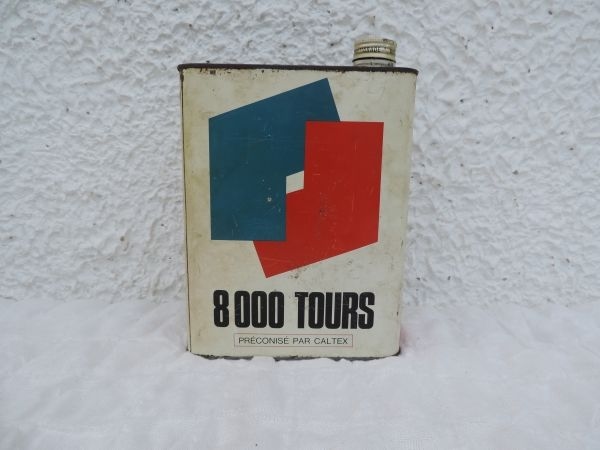 8 000 TOURS
PRÉCONISÉ PAR CALTEX